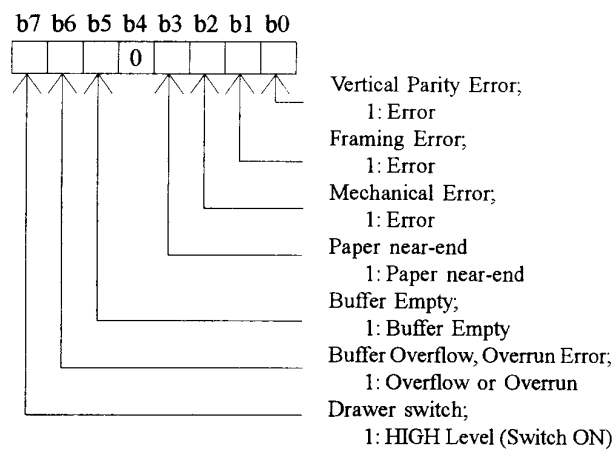 b7 b6 b5 b4 b3 b2 b1 b0
0
Vertical Parity Error;
1: Error
Framing Error;
1: Error
Mechanical Error;
1: Error
Paper near-end
1: Paper near-end
Buffer Empty;
1: Buffer Empty
Buffer Overflow, Overrun Error;
1: Overflow or Overrun
Drawer switch;
1: HIGH Level (Switch ON)